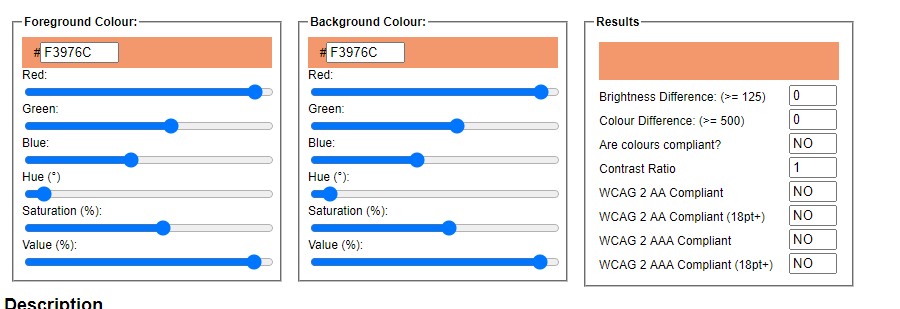 Foreground Colour:
# F3976C
Red:
Green:
Blue:
Hue (°)
Saturation (%):
Value (%):
Background Colour:
# F3976C
Red:
Green:
Blue:
Hue (°):
Saturation (%):
Value (%):
Results
Brightness Difference: (>= 125) 0
Colour Difference: (>= 500) 0
Are colours compliant? NO
Contrast Ratio 1
WCAG 2 AA Compliant NO
WCAG 2 AA Compliant (18pt+) NO
WCAG 2 AAA Compliant NO
WCAG 2 AAA Compliant (18pt+) NO
Description